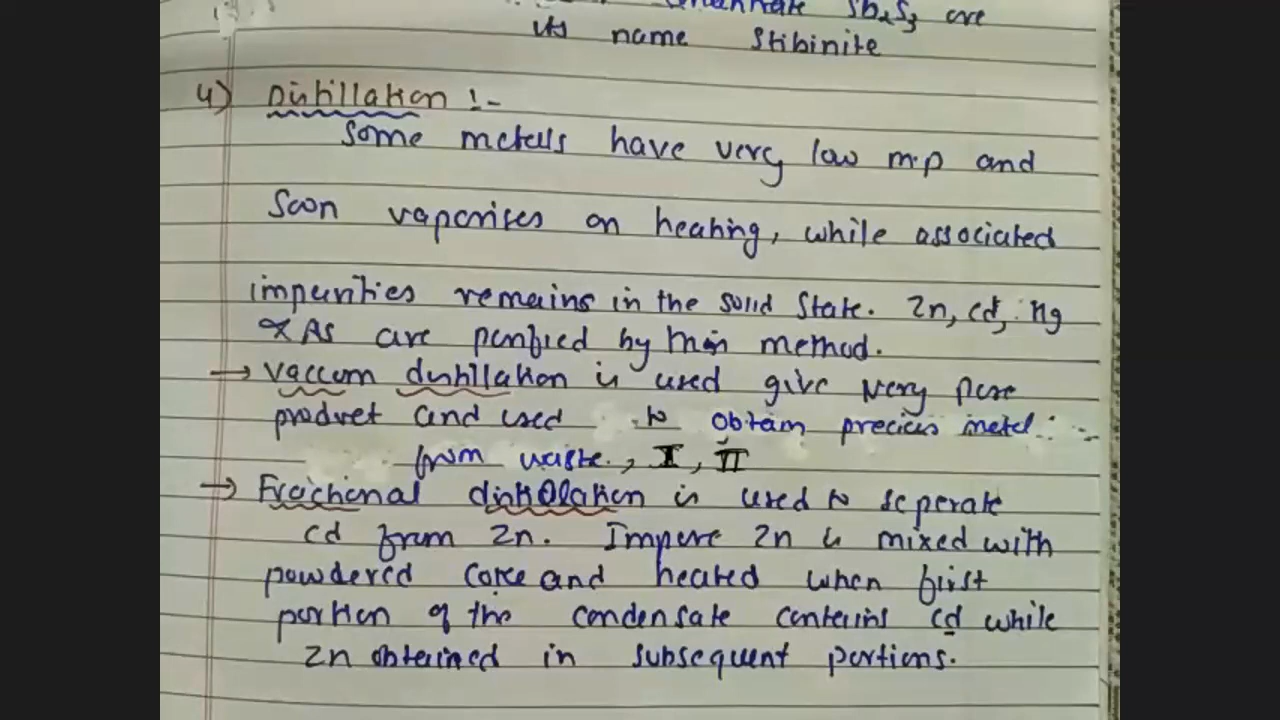 Sb2S3 are
its name Stibinite
4) Distillation :-
Some metals have very low m.p and
Soon vaporises on heating, while associated
impurities remains in the solid state. Zn, Cd, Hg
& As are purified by this method.
→ Vaccum distillation is used give very pure
product and used to obtain precious metal
from waste., I, II
→ Fractional distillation is used to seperate
Cd from Zn. Impure Zn is mixed with
powdered coke and heated when first
portion of the condensate contains Cd while
Zn obtained in subsequent portions.